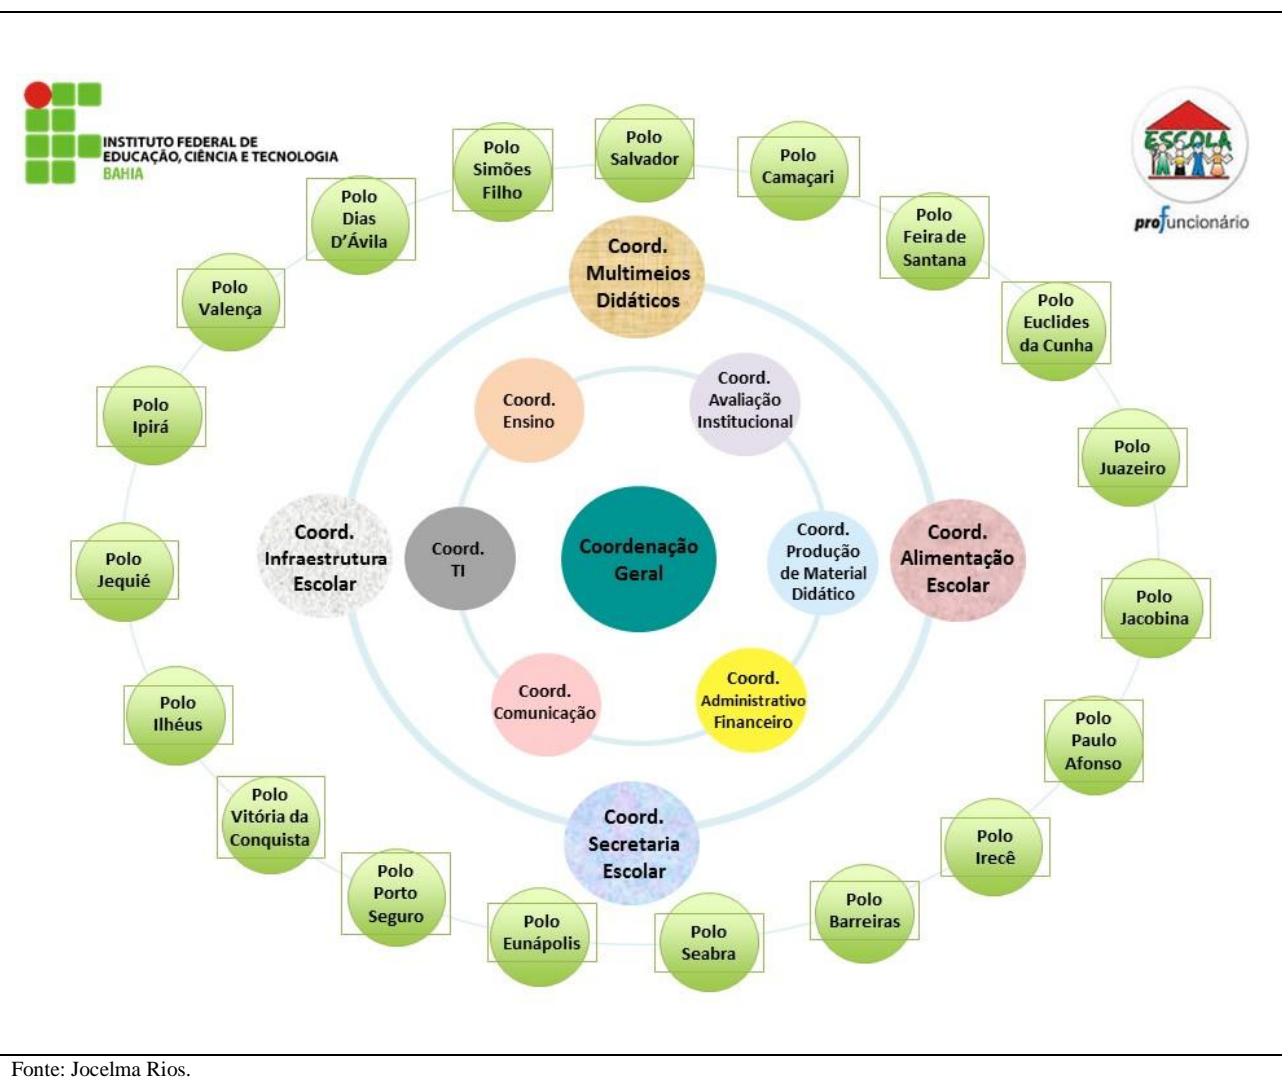 INSTITUTO FEDERAL DE
EDUCAÇÃO, CIÊNCIA E TECNOLOGIA
BAHIA
ESCOLA
profuncionário
Polo
Salvador
Polo
Camaçari
Polo
Feira de
Santana
Polo
Euclides
da Cunha
Polo
Juazeiro
Polo
Jacobina
Polo
Paulo
Afonso
Polo
Irecê
Polo
Barreiras
Polo
Seabra
Polo
Eunápolis
Polo
Porto
Seguro
Polo
Vitória da
Conquista
Polo
Ilhéus
Polo
Jequié
Polo
Ipirá
Polo
Valença
Polo
Dias
D’Ávila
Polo
Simões
Filho
Coord.
Multimeios
Didáticos
Coord.
Alimentação
Escolar
Coord.
Secretaria
Escolar
Coord.
Infraestrutura
Escolar
Coord.
Ensino
Coord.
Avaliação
Institucional
Coord.
Produção
de Material
Didático
Coord.
Administrativo
Financeiro
Coord.
Comunicação
Coord.
TI
Coordenação
Geral
Fonte: Jocelma Rios.